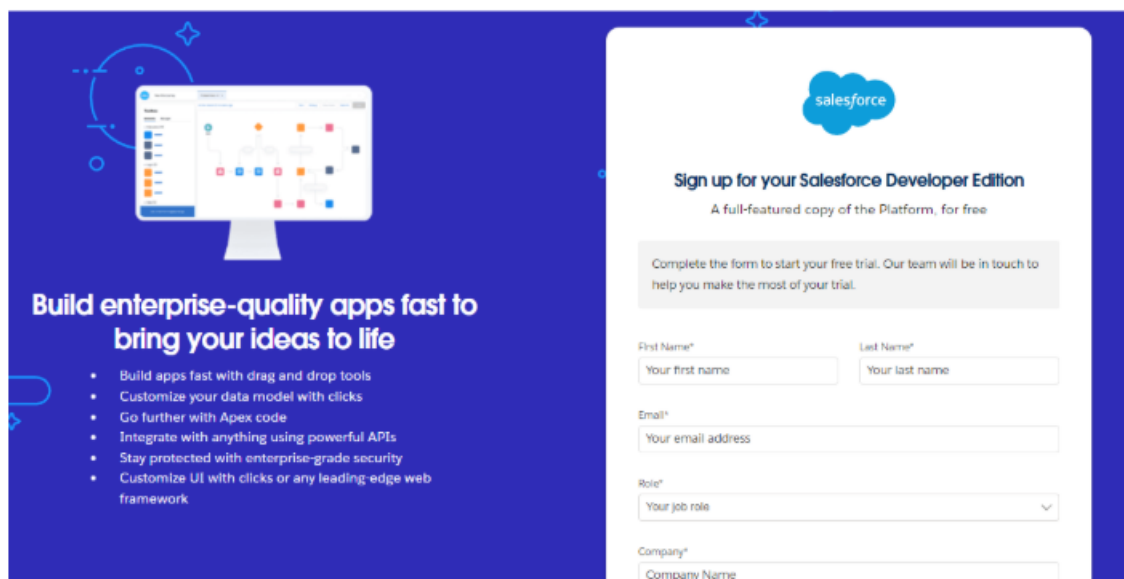 Build enterprise-quality apps fast to
bring your ideas to life
• Build apps fast with drag and drop tools
• Customize your data model with clicks
• Go further with Apex code
• Integrate with anything using powerful APIs
• Stay protected with enterprise-grade security
• Customize UI with clicks or any leading-edge web
framework
salesforce
Sign up for your Salesforce Developer Edition
A full-featured copy of the Platform, for free
Complete the form to start your free trial. Our team will be in touch to
help you make the most of your trial.
First Name* Last Name*
Your first name Your last name
Email*
Your email address
Role*
Your job role
Company*
Company Name